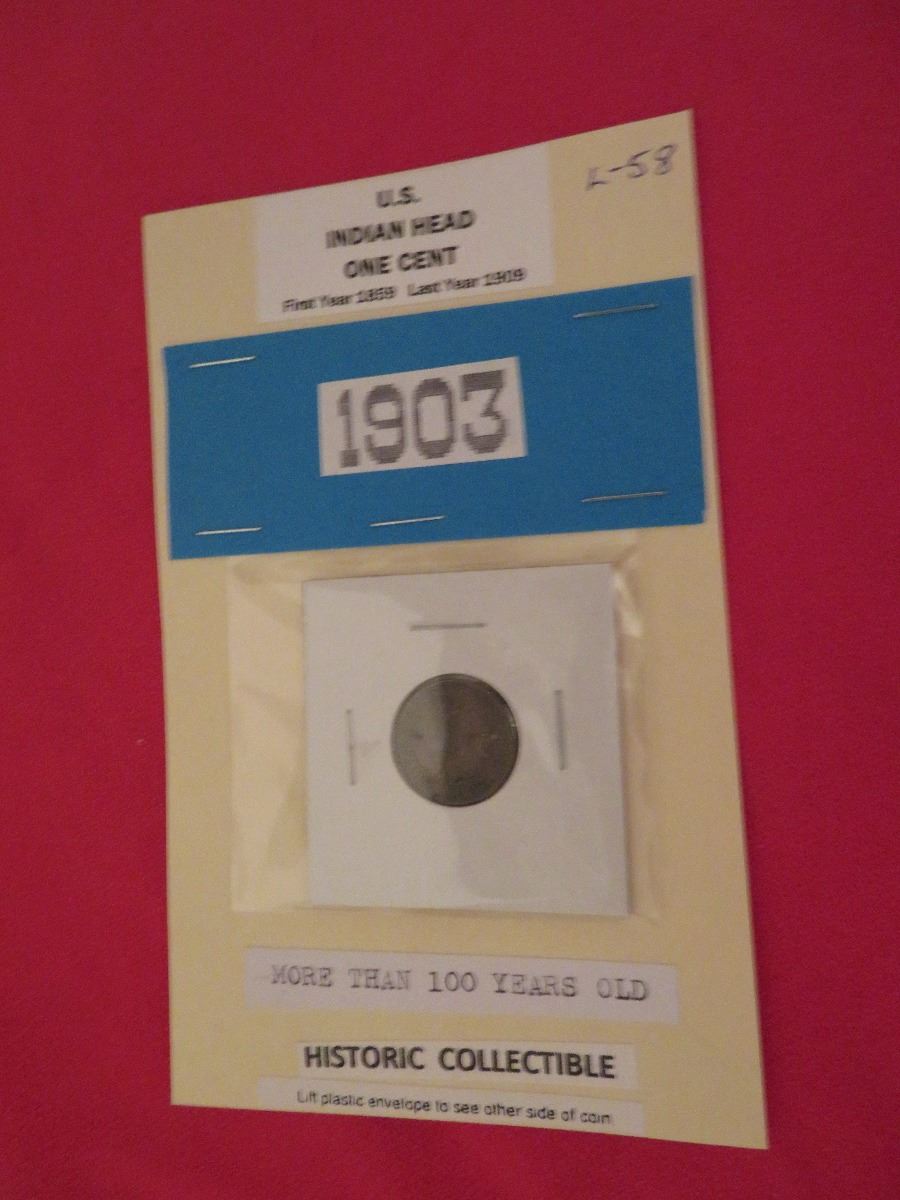 L-58
U.S.
INDIAN HEAD
ONE CENT
First Year 1859 Last Year 1909
1903
MORE THAN 100 YEARS OLD
HISTORIC COLLECTIBLE
Lift plastic envelope to see other side of coin